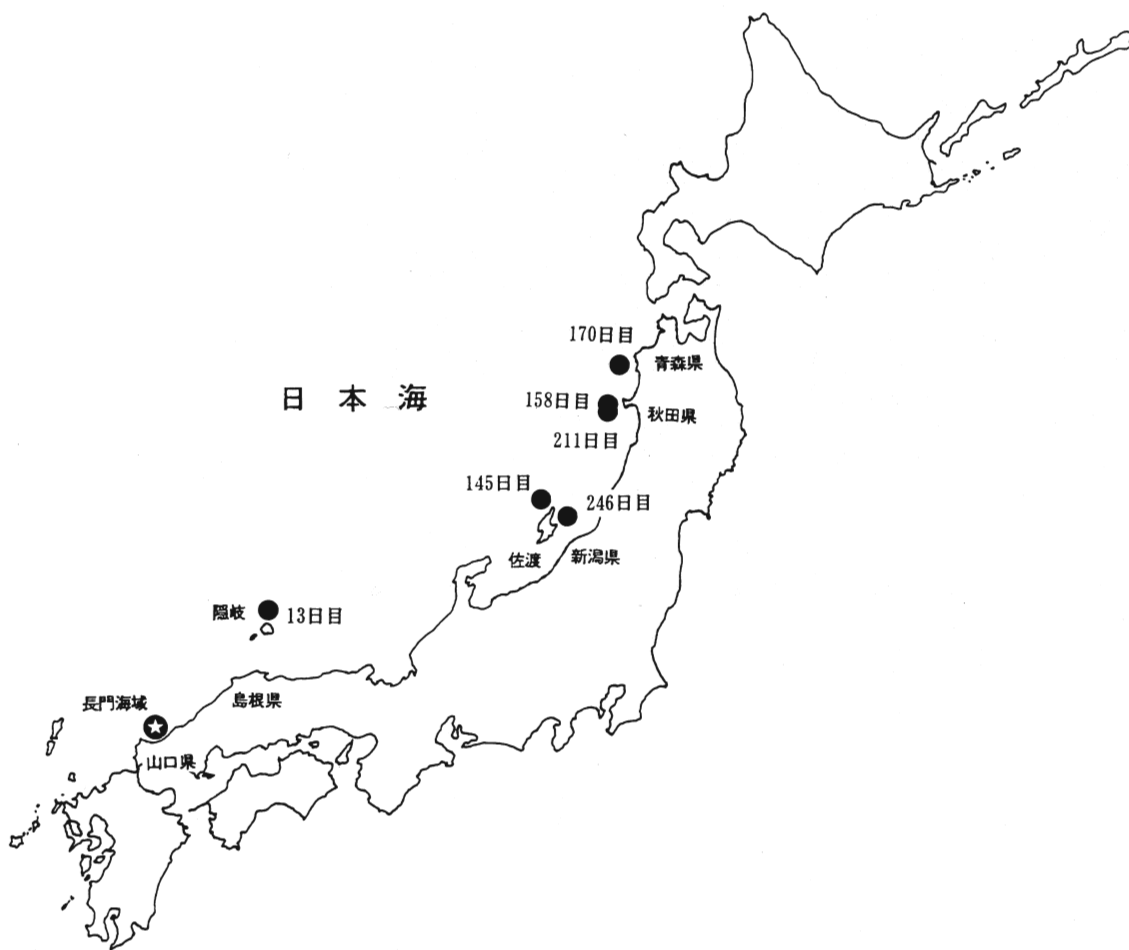 170日目
青森県
日本海
158日目
秋田県
211日目
145日目
246日目
佐渡
新潟県
隠岐
13日目
長門海域
島根県
山口県